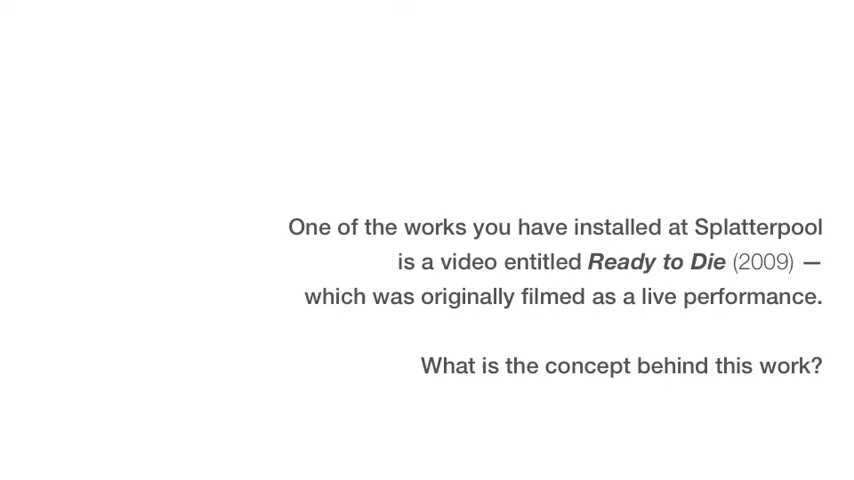 One of the works you have installed at Splatterpool
is a video entitled Ready to Die (2009) —
which was originally filmed as a live performance.
What is the concept behind this work?